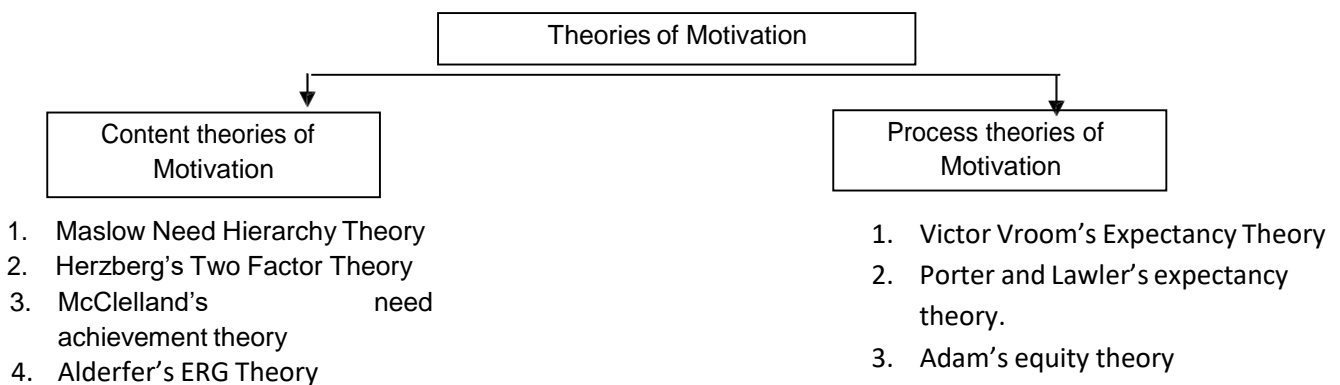 Theories of Motivation
Content theories of
Motivation
1. Maslow Need Hierarchy Theory
2. Herzberg's Two Factor Theory
3. McClelland's need
achievement theory
4. Alderfer's ERG Theory
Process theories of
Motivation
1. Victor Vroom’s Expectancy Theory
2. Porter and Lawler’s expectancy
theory.
3. Adam’s equity theory